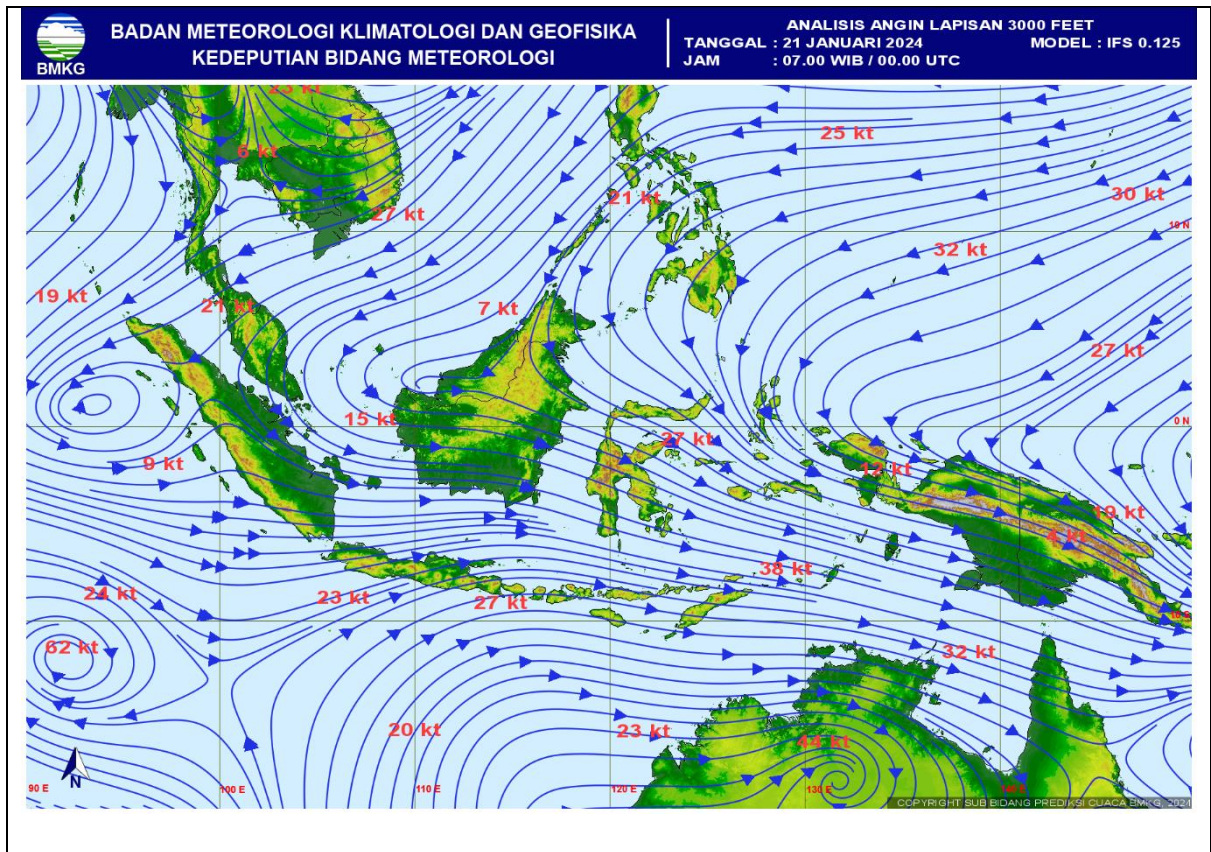 BMKG
BADAN METEOROLOGI KLIMATOLOGI DAN GEOFISIKA
KEDEPUTIAN BIDANG METEOROLOGI
ANALISIS ANGIN LAPISAN 3000 FEET
TANGGAL : 21 JANUARI 2024 MODEL : IFS 0.125
JAM : 07.00 WIB / 00.00 UTC
25 kt
6 kt
21 kt
30 kt
27 kt
10 N
32 kt
19 kt
21 kt
7 kt
27 kt
15 kt
0 N
27 kt
9 kt
12 kt
19 kt
4 kt
38 kt
24 kt
23 kt
27 kt
10 S
62 kt
32 kt
20 kt
23 kt
44 kt
N
90 E
100 E
110 E
120 E
130 E
COPYRIGHT SUB BIDANG PREDIKSI CUACA BMKG, 2024